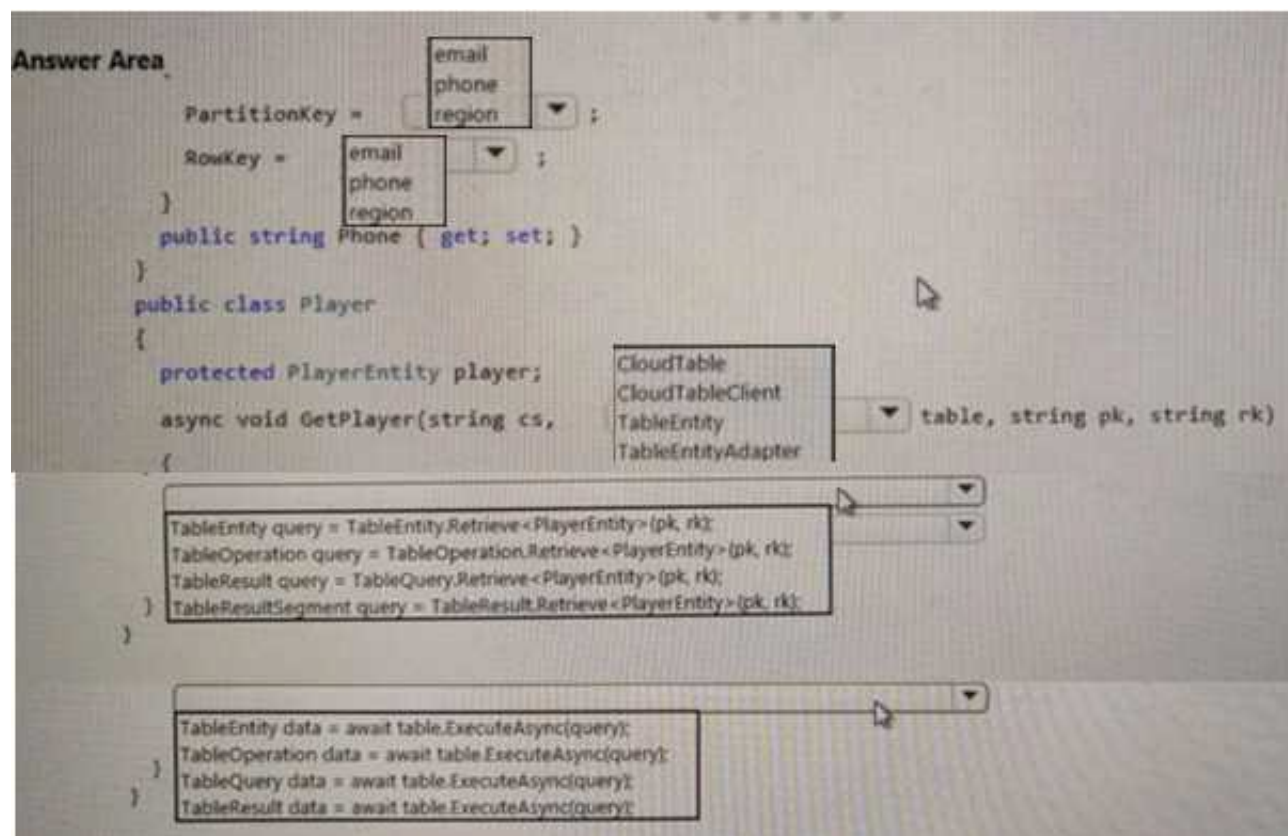 Answer Area
email
phone
PartitionKey = region ;
RowKey = email ;
phone
region
}
public string Phone { get; set; }
}
public class Player
{
protected PlayerEntity player;
CloudTable
CloudTableClient
async void GetPlayer(string cs, TableEntity table, string pk, string rk)
TableEntityAdapter
{
TableEntity query = TableEntity.Retrieve<PlayerEntity>(pk, rk);
TableOperation query = TableOperation.Retrieve<PlayerEntity>(pk, rk);
TableResult query = TableQuery.Retrieve<PlayerEntity>(pk, rk);
} TableResultSegment query = TableResult.Retrieve<PlayerEntity>(pk, rk);
}
TableEntity data = await table.ExecuteAsync(query);
TableOperation data = await table.ExecuteAsync(query);
} TableQuery data = await table.ExecuteAsync(query);
} TableResult data = await table.ExecuteAsync(query);